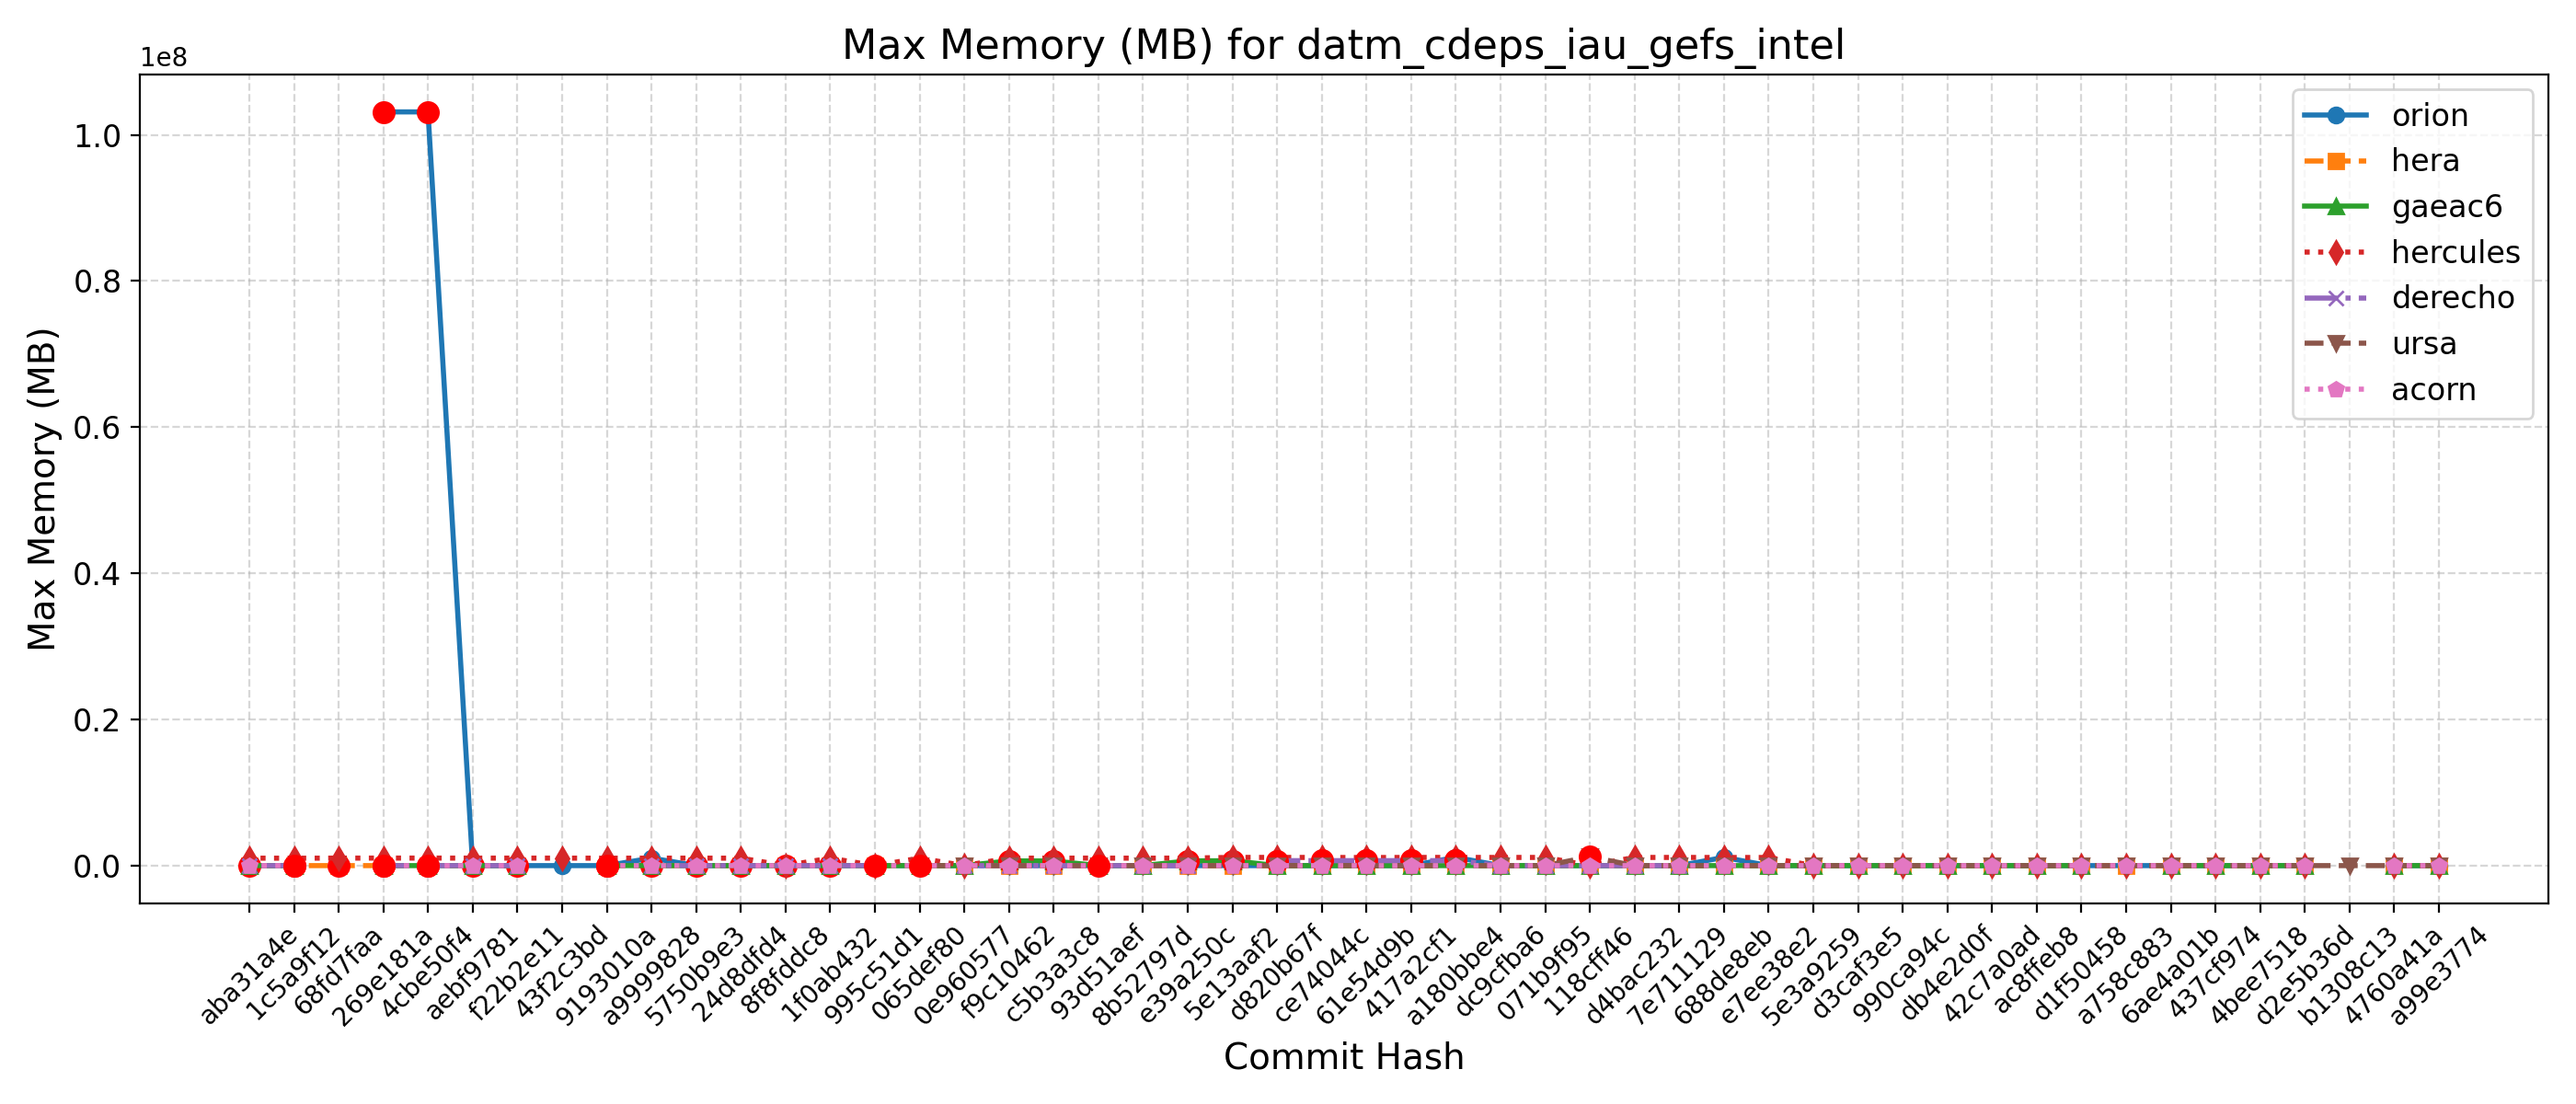 Max Memory (MB) for datm_cdeps_iau_gefs_intel
1e8
1.0
0.8
0.6
0.4
0.2
0.0
Max Memory (MB)
orion
hera
gaeac6
hercules
derecho
ursa
acorn
aba31a4e
1c5a9f12
68fd7faa
269e181a
4cbe50f4
aebf9781
f22b2e11
43f2c3bd
9193010a
a9999828
5750b9e3
24d8dfd4
8f8fddc8
1f0ab432
995c51d1
065def80
0e960577
f9c10462
c5b3a3c8
93d51aef
8b52797d
e39a250c
5e13aaf2
d820b67f
ce74044c
61e54d9b
417a2cf1
a180bbe4
dc9cfba6
071b9f95
118cff46
d4bac232
7e711129
688de8eb
e7ee38e2
5e3a9259
d3caf3e5
990ca94c
db4e2d0f
42c7a0ad
ac8ffeb8
d1f50458
a758c883
6ae4a01b
437cf974
4bee7518
d2e5b36d
b1308c13
4760a41a
a99e3774
Commit Hash